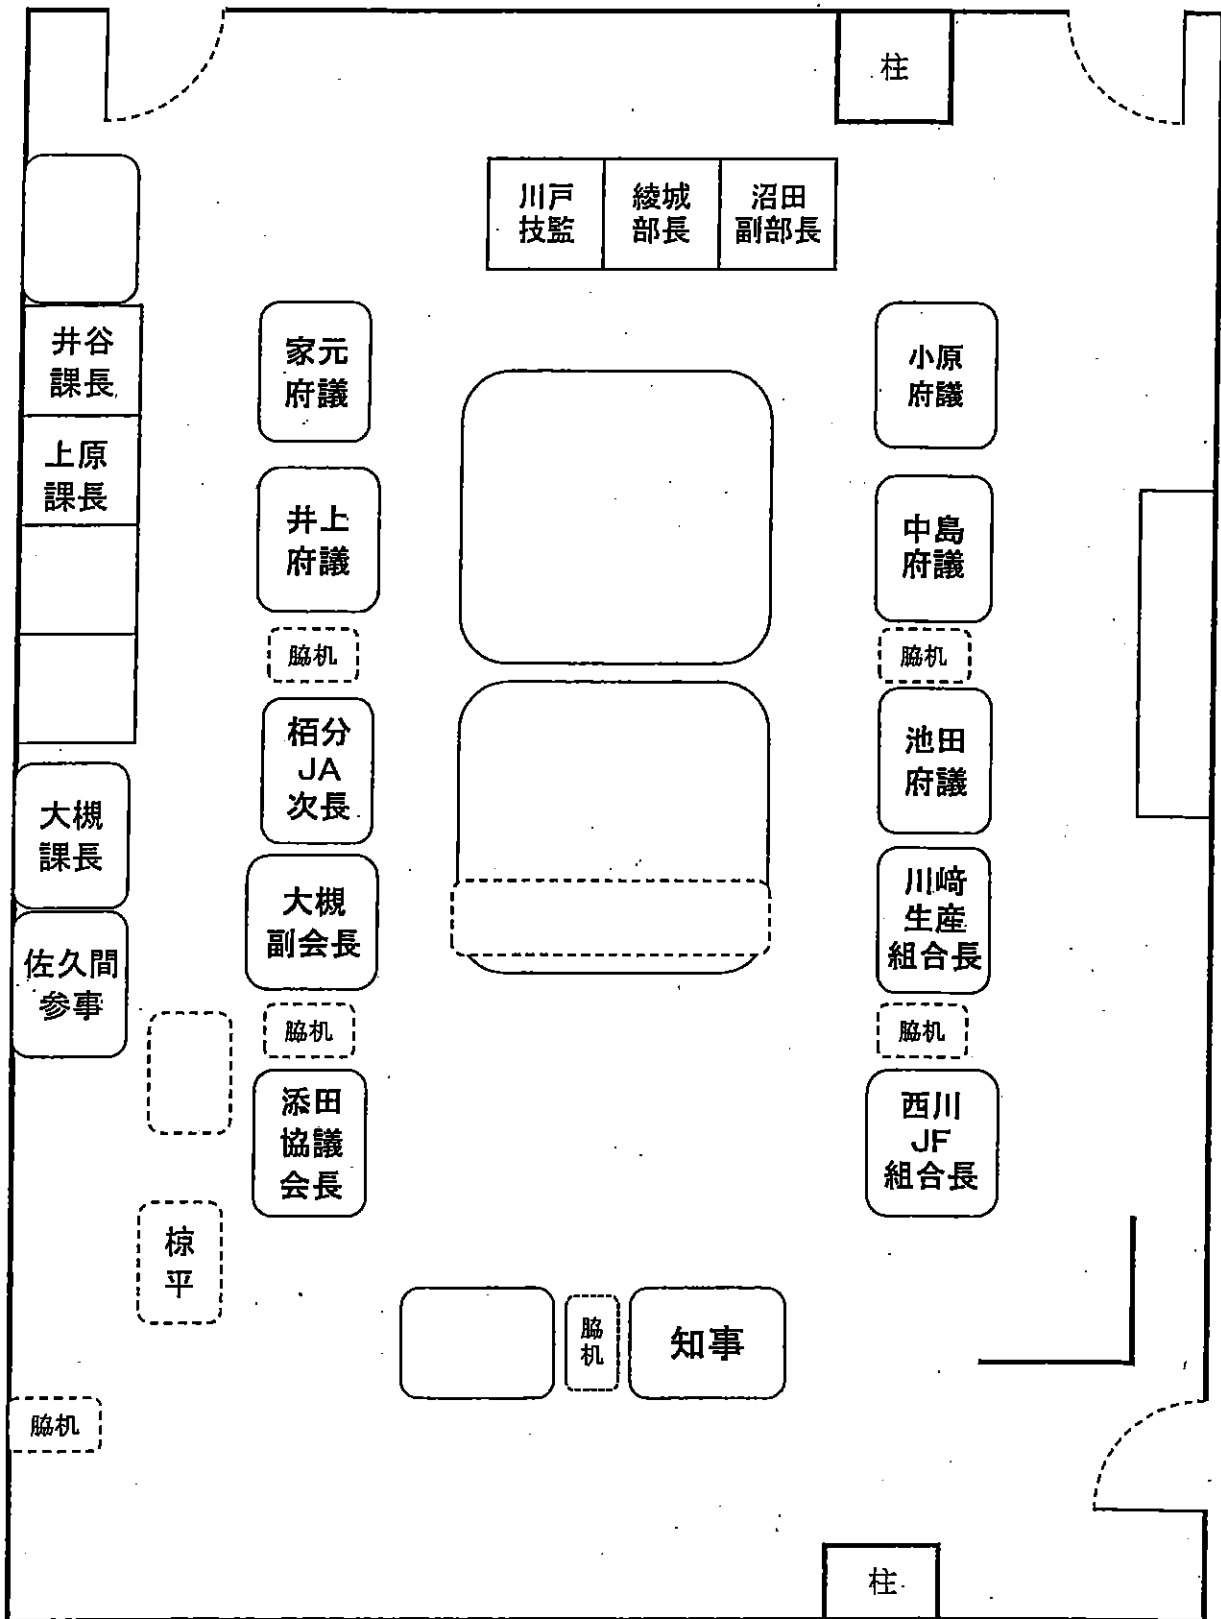 柱
川戸
技監
綾城
部長
沼田
副部長
井谷
課長
上原
課長
大槻
課長
佐久間
参事
家元
府議
井上
府議
脇机
栢分
JA
次長
大槻
副会長
脇机
添田
協議
会長
椋
平
脇机
小原
府議
中島
府議
脇机
池田
府議
川﨑
生産
組合長
脇机
西川
JF
組合長
脇
机
知事
柱